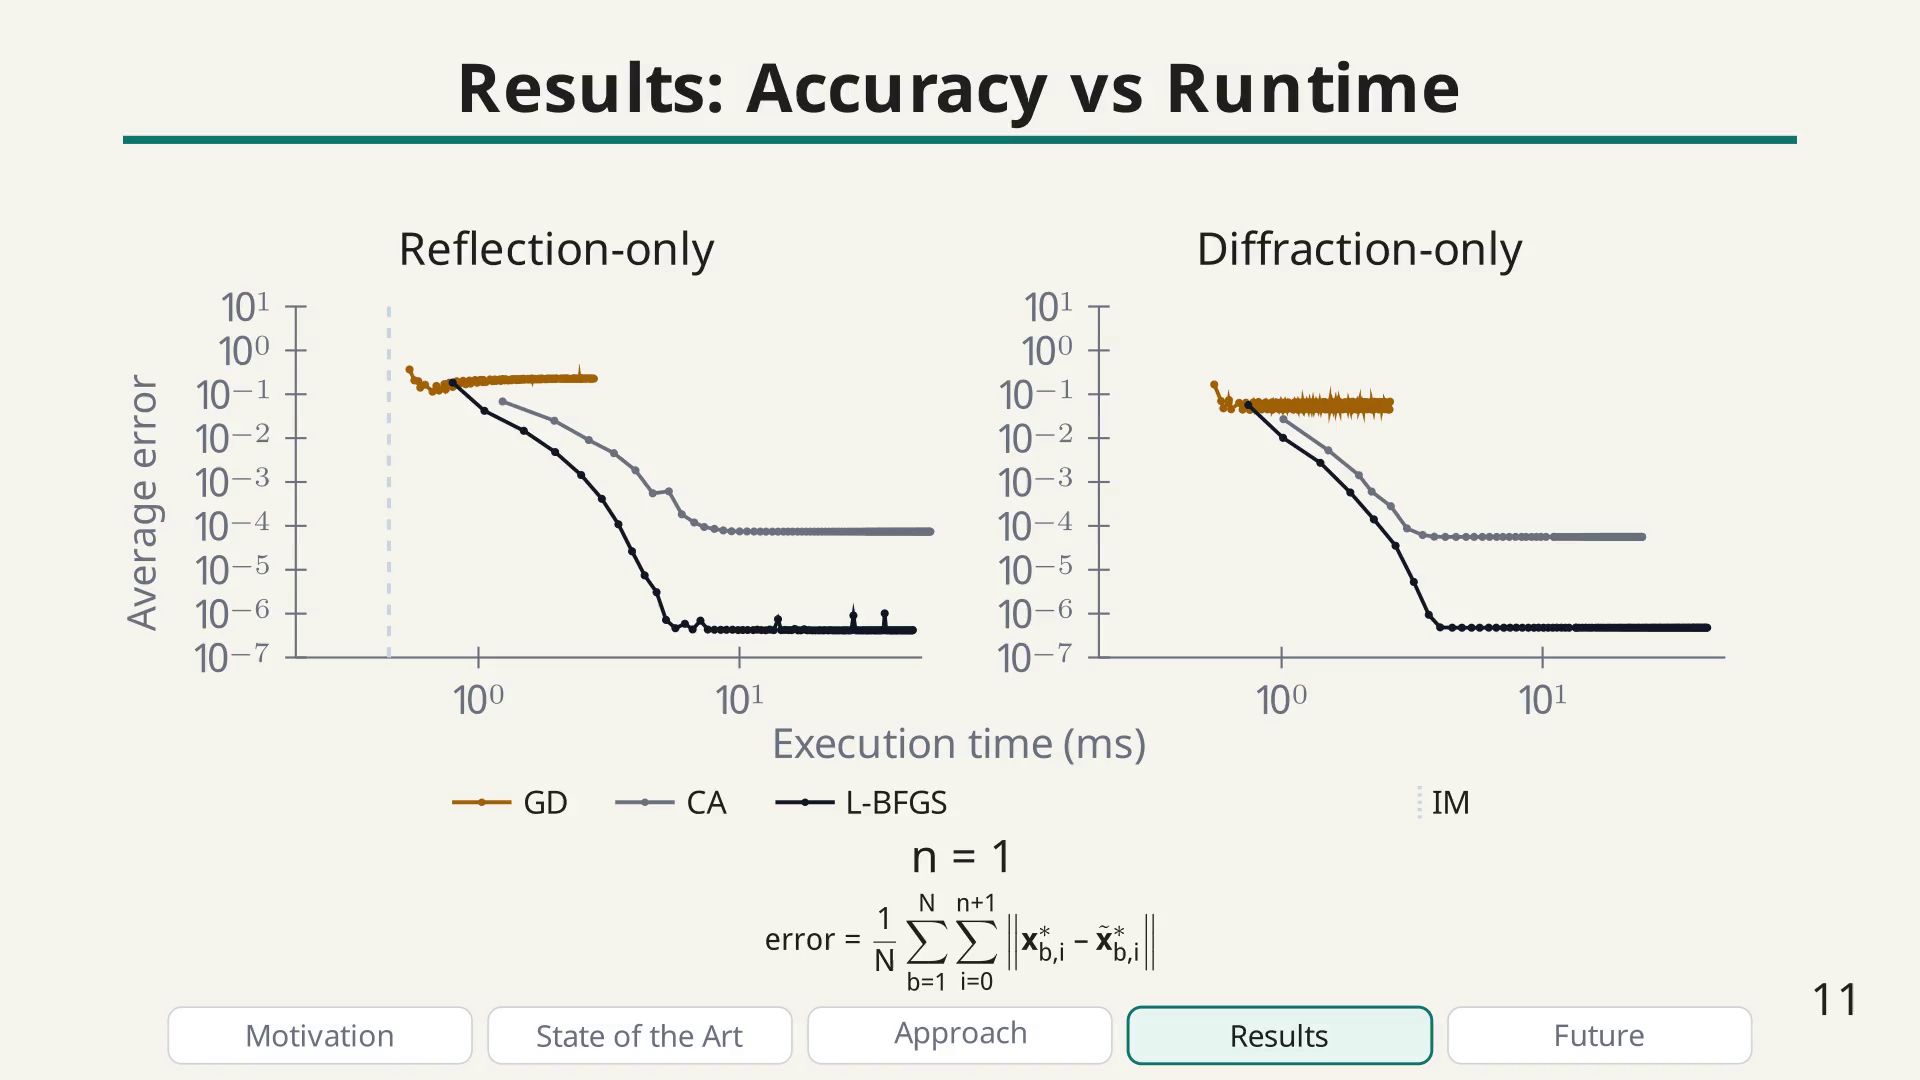 Results: Accuracy vs Runtime
Reflection-only
Diffraction-only
Average error
10¹
10⁰
10⁻¹
10⁻²
10⁻³
10⁻⁴
10⁻⁵
10⁻⁶
10⁻⁷
10⁰ 10¹
10¹
10⁰
10⁻¹
10⁻²
10⁻³
10⁻⁴
10⁻⁵
10⁻⁶
10⁻⁷
10⁰ 10¹
Execution time (ms)
GD CA L-BFGS IM
n = 1
error = 1/N ∑_{b=1}^{N} ∑_{i=0}^{n+1} ‖x*_{b,i} – x̃*_{b,i}‖
11
Motivation State of the Art Approach Results Future